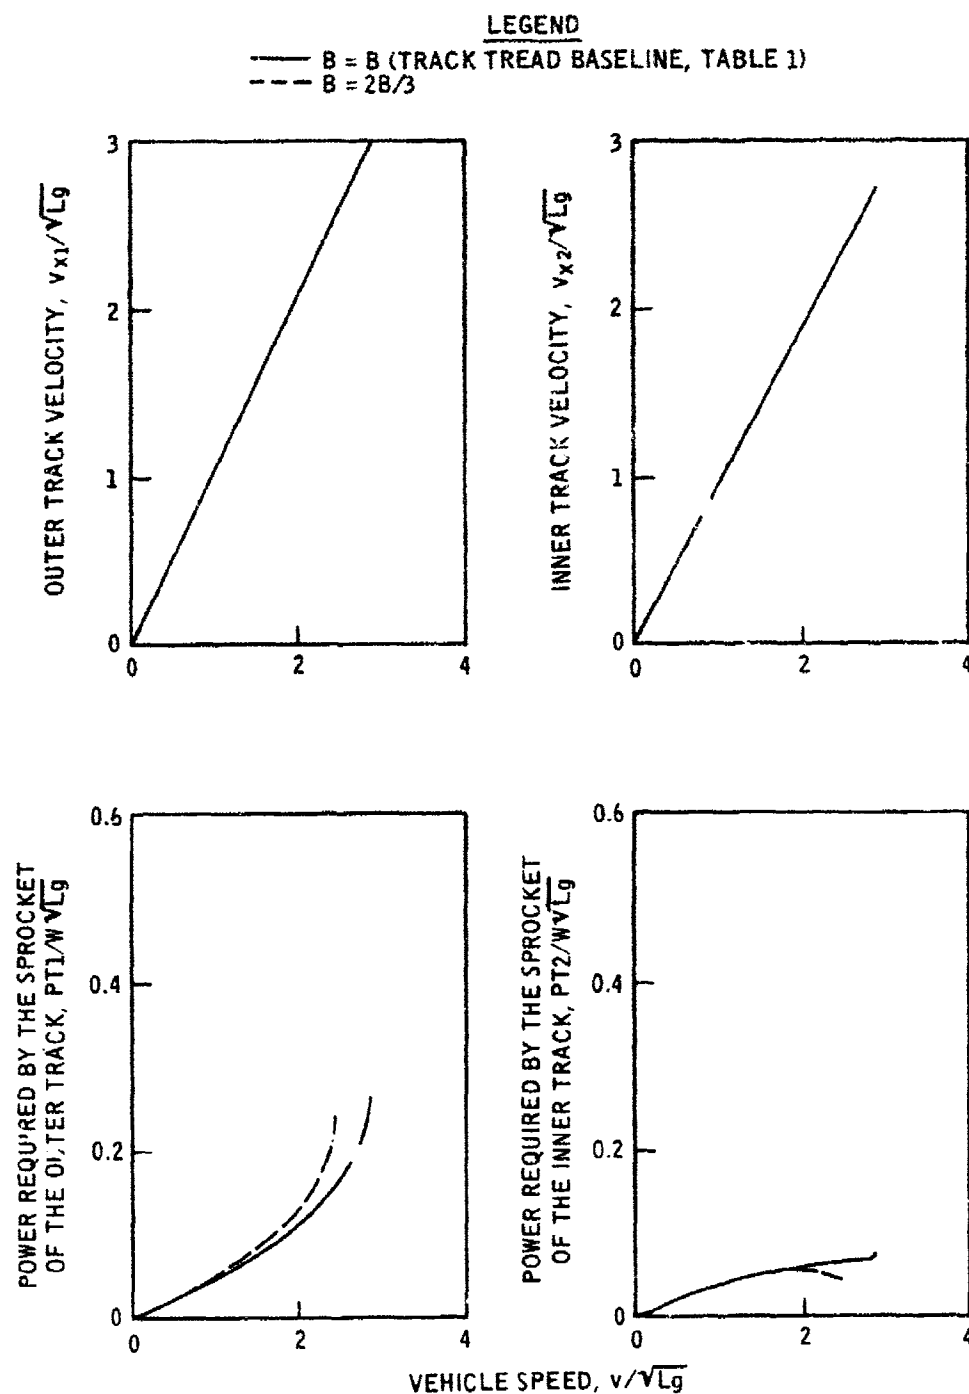 LEGEND
B = B (TRACK TREAD BASELINE, TABLE 1)
B = 2B/3
OUTER TRACK VELOCITY, Vx1/√Lg
3
2
1
0
0 2 4
INNER TRACK VELOCITY, Vx2/√Lg
3
2
1
0
0 2 4
POWER REQU'RED BY THE SPROCKET
OF THE OUTER TRACK, PT1/W√Lg
0.6
0.4
0.2
0
0 2 4
POWER REQUIRED BY THE SPROCKET
OF THE INNER TRACK, PT2/W√Lg
0.6
0.4
0.2
0
0 2 4
VEHICLE SPEED, v/√Lg